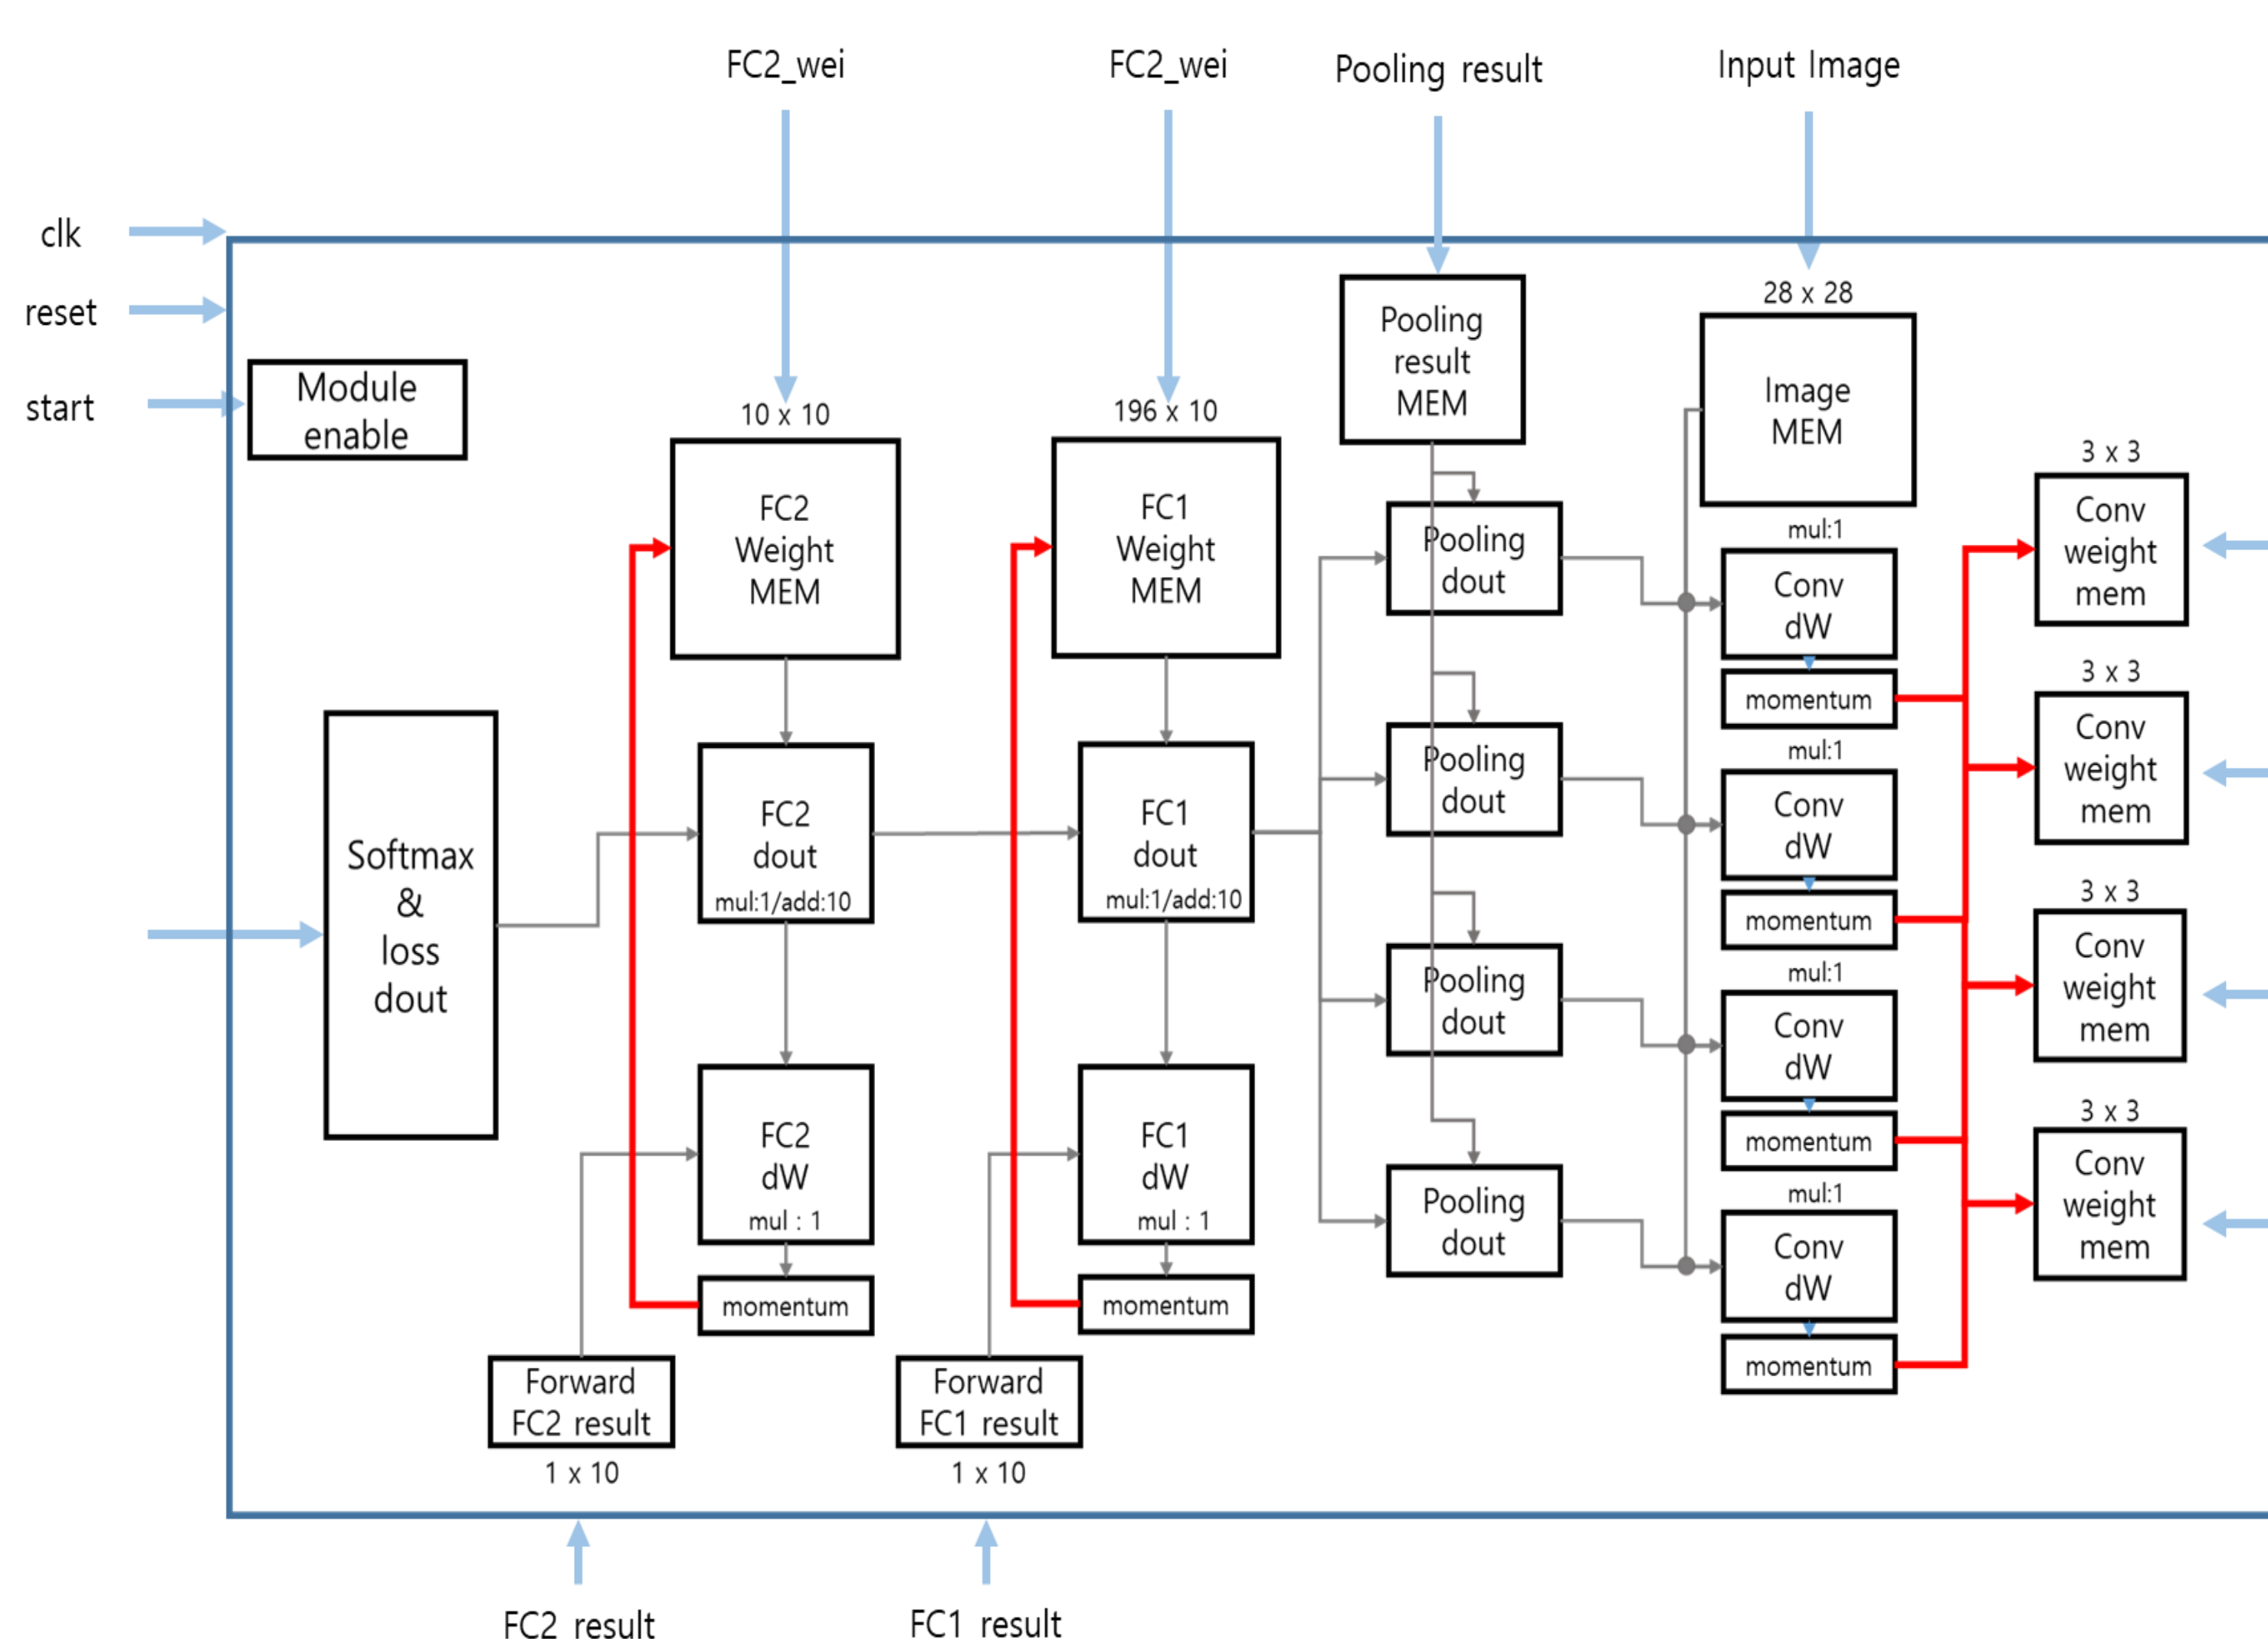 FC2_wei
FC2_wei
Pooling result
Input Image
clk
reset
start
Module
enable
10 x 10
FC2
Weight
MEM
196 x 10
FC1
Weight
MEM
Pooling
result
MEM
28 x 28
Image
MEM
Softmax
&
loss
dout
FC2
dout
mul:1/add:10
FC1
dout
mul:1/add:10
FC2
dW
mul : 1
momentum
FC1
dW
mul : 1
momentum
Forward
FC2 result
1 x 10
Forward
FC1 result
1 x 10
Pooling
dout
Pooling
dout
Pooling
dout
Pooling
dout
mul:1
Conv
dW
momentum
mul:1
Conv
dW
momentum
mul:1
Conv
dW
momentum
mul:1
Conv
dW
momentum
3 x 3
Conv
weight
mem
3 x 3
Conv
weight
mem
3 x 3
Conv
weight
mem
3 x 3
Conv
weight
mem
FC2 result
FC1 result